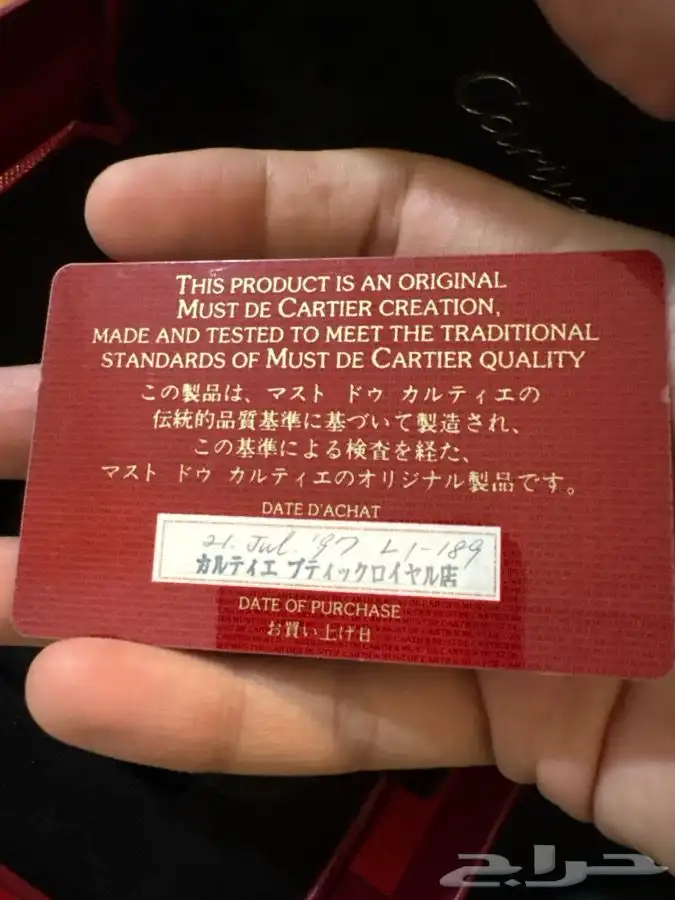 Cartier
THIS PRODUCT IS AN ORIGINAL
MUST DE CARTIER CREATION,
MADE AND TESTED TO MEET THE TRADITIONAL
STANDARDS OF MUST DE CARTIER QUALITY
この製品は、マスト ドゥ カルティエの
伝統的品質基準に基づいて製造され、
この基準による検査を経た、
マスト ドゥ カルティエのオリジナル製品です。
DATE D'ACHAT
21. Jul. '97 L1-189
カルティエ ブティックロイヤル店
DATE OF PURCHASE
お買い上げ日
حراج